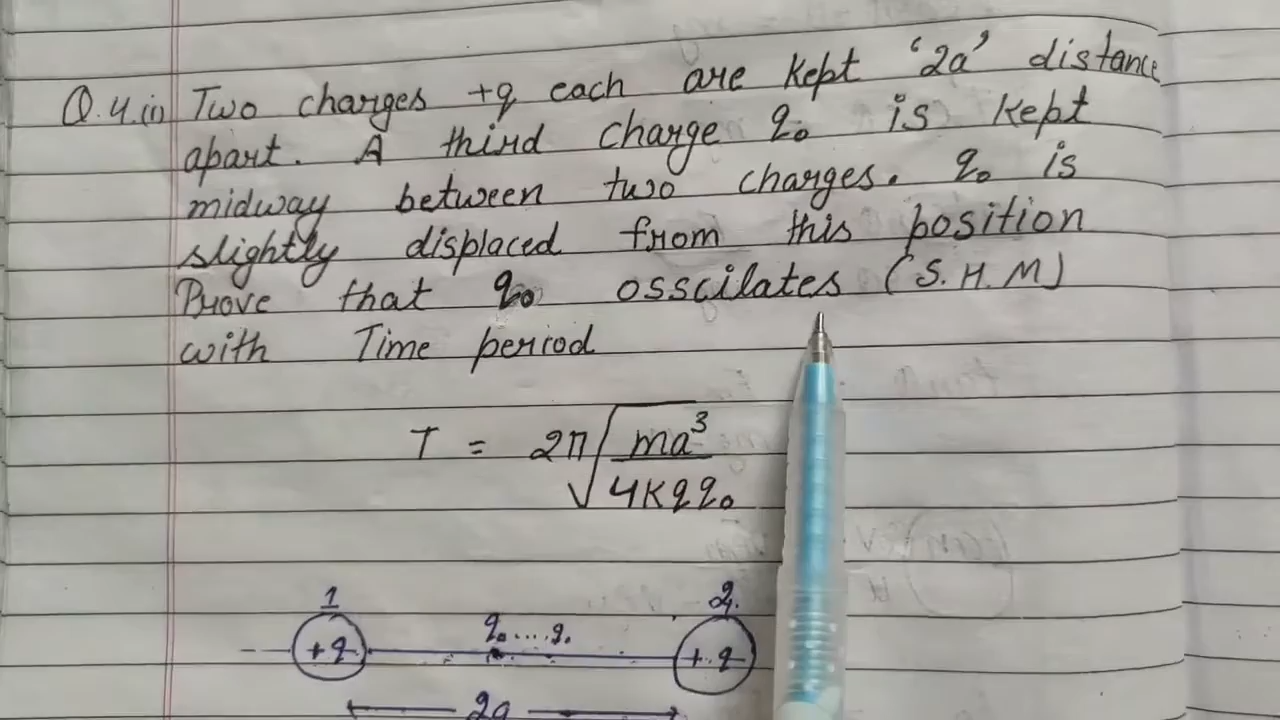 Q.4.(i) Two charges +q each are kept '2a' distance
apart. A third charge q₀ is kept
midway between two charges. q₀ is
slightly displaced from this position
Prove that q₀ osscilates (S.H.M)
with Time period
T = 2π√(ma³/4Kqq₀)
1 2.
+q q₀....q. +q
2a